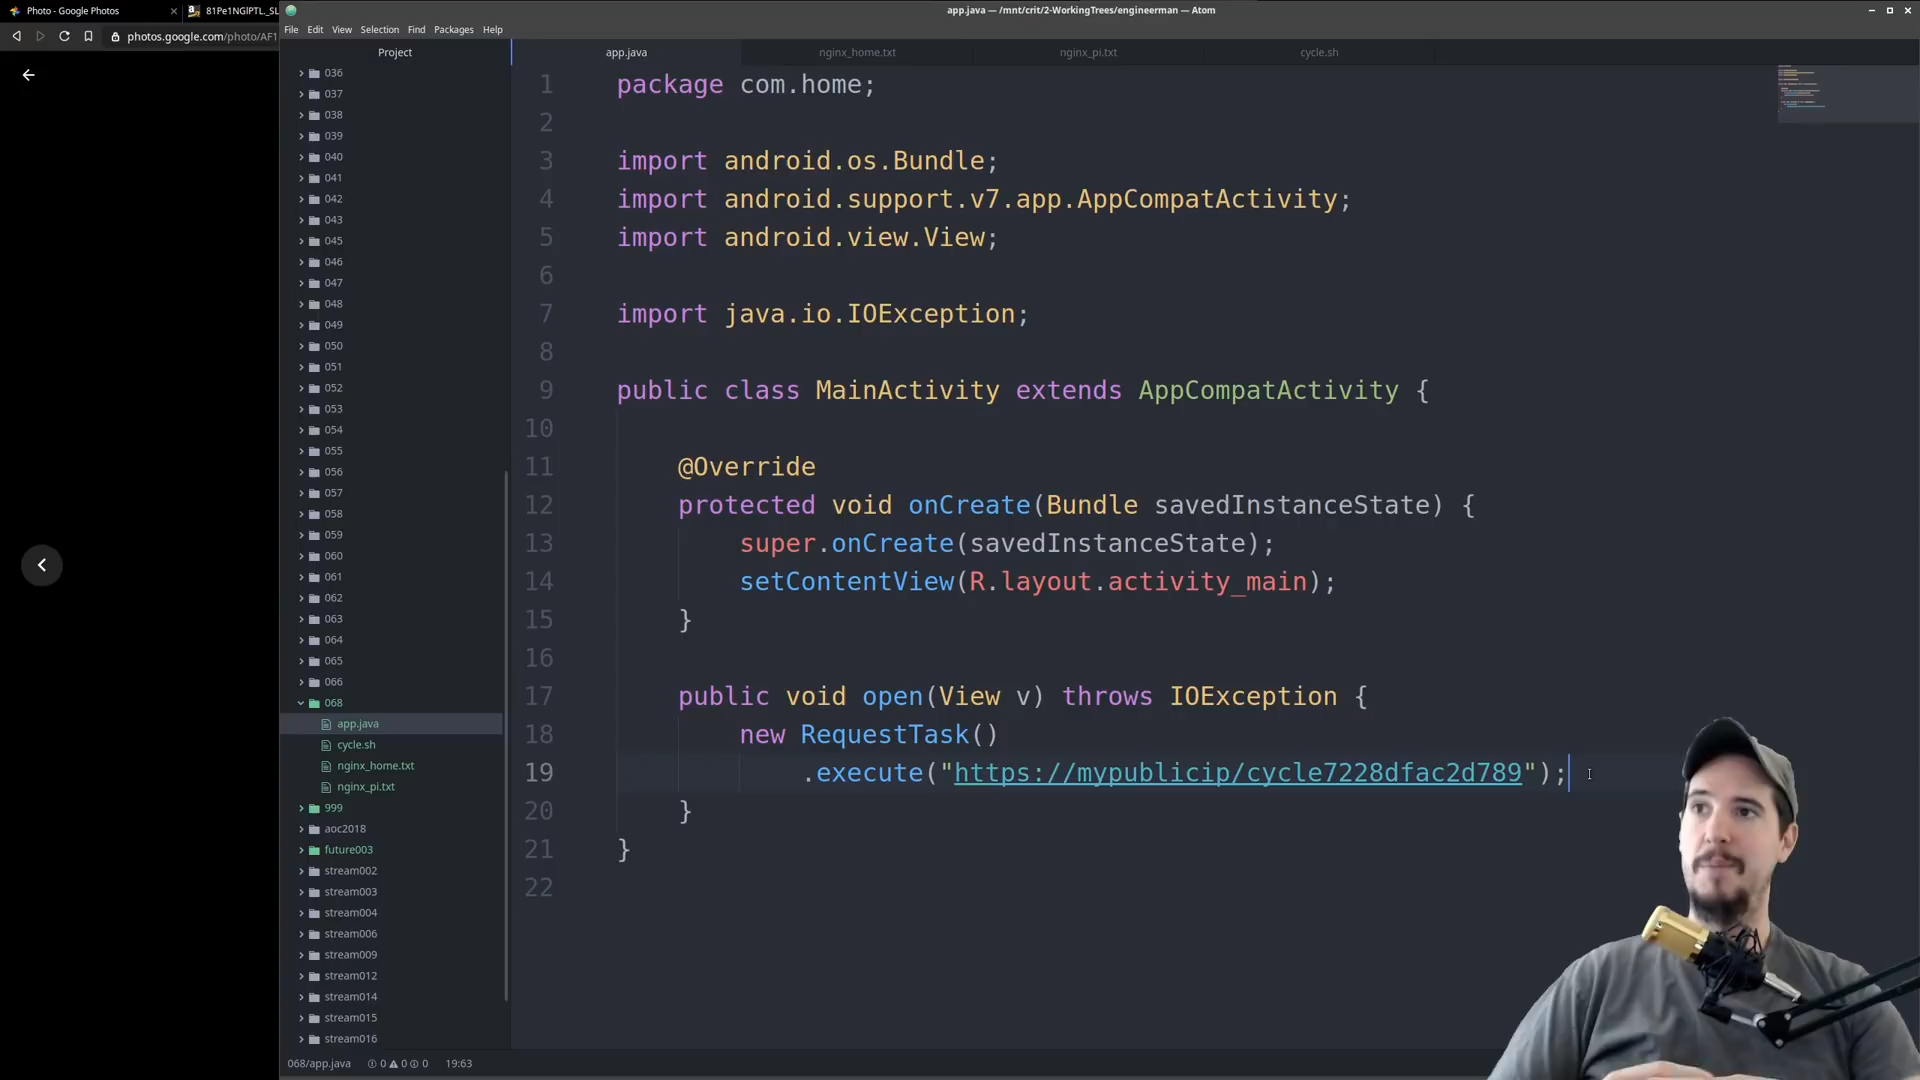 Photo - Google Photos
81Pe1NGlPTL._SL
photos.google.com/photo/AF1
app.java — /mnt/crit/2-WorkingTrees/engineerman — Atom
File Edit View Selection Find Packages Help
Project
036
037
038
039
040
041
042
043
045
046
047
048
049
050
051
052
053
054
055
056
057
058
059
060
061
062
063
064
065
066
068
app.java
cycle.sh
nginx_home.txt
nginx_pi.txt
999
aoc2018
future003
stream002
stream003
stream004
stream006
stream009
stream012
stream014
stream015
stream016
app.java nginx_home.txt nginx_pi.txt cycle.sh
1 package com.home;
2
3 import android.os.Bundle;
4 import android.support.v7.app.AppCompatActivity;
5 import android.view.View;
6
7 import java.io.IOException;
8
9 public class MainActivity extends AppCompatActivity {
10
11 @Override
12 protected void onCreate(Bundle savedInstanceState) {
13 super.onCreate(savedInstanceState);
14 setContentView(R.layout.activity_main);
15 }
16
17 public void open(View v) throws IOException {
18 new RequestTask()
19 .execute("https://mypublicip/cycle7228dfac2d789");
20 }
21 }
22
068/app.java 0 0 0 19:63